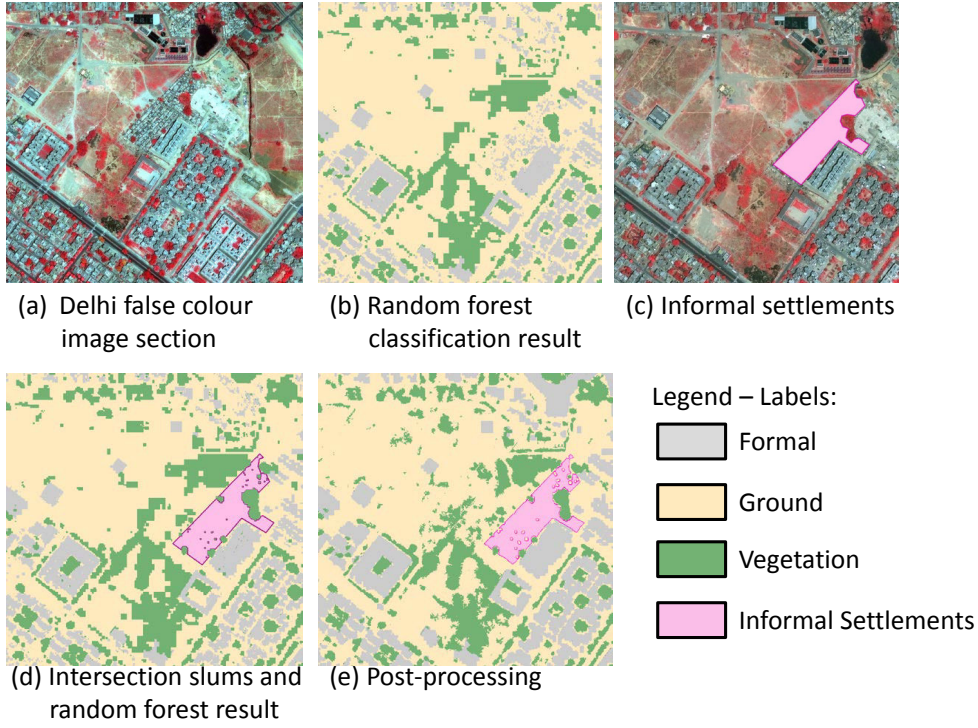 (a) Delhi false colour
image section
(b) Random forest
classification result
(c) Informal settlements
(d) Intersection slums and
random forest result
(e) Post-processing
Legend – Labels:
Formal
Ground
Vegetation
Informal Settlements